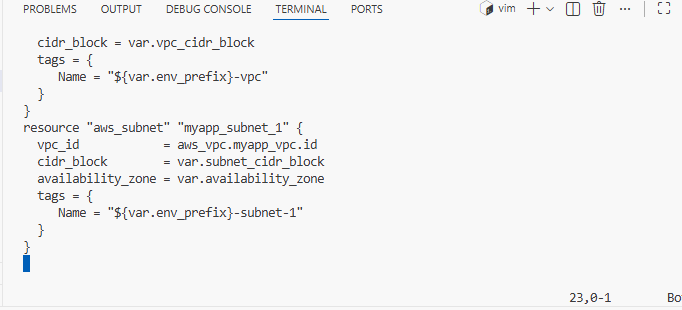 PROBLEMS OUTPUT DEBUG CONSOLE TERMINAL PORTS vim
cidr_block = var.vpc_cidr_block
tags = {
Name = "${var.env_prefix}-vpc"
}
}
resource "aws_subnet" "myapp_subnet_1" {
vpc_id = aws_vpc.myapp_vpc.id
cidr_block = var.subnet_cidr_block
availability_zone = var.availability_zone
tags = {
Name = "${var.env_prefix}-subnet-1"
}
}
23,0-1 Bo